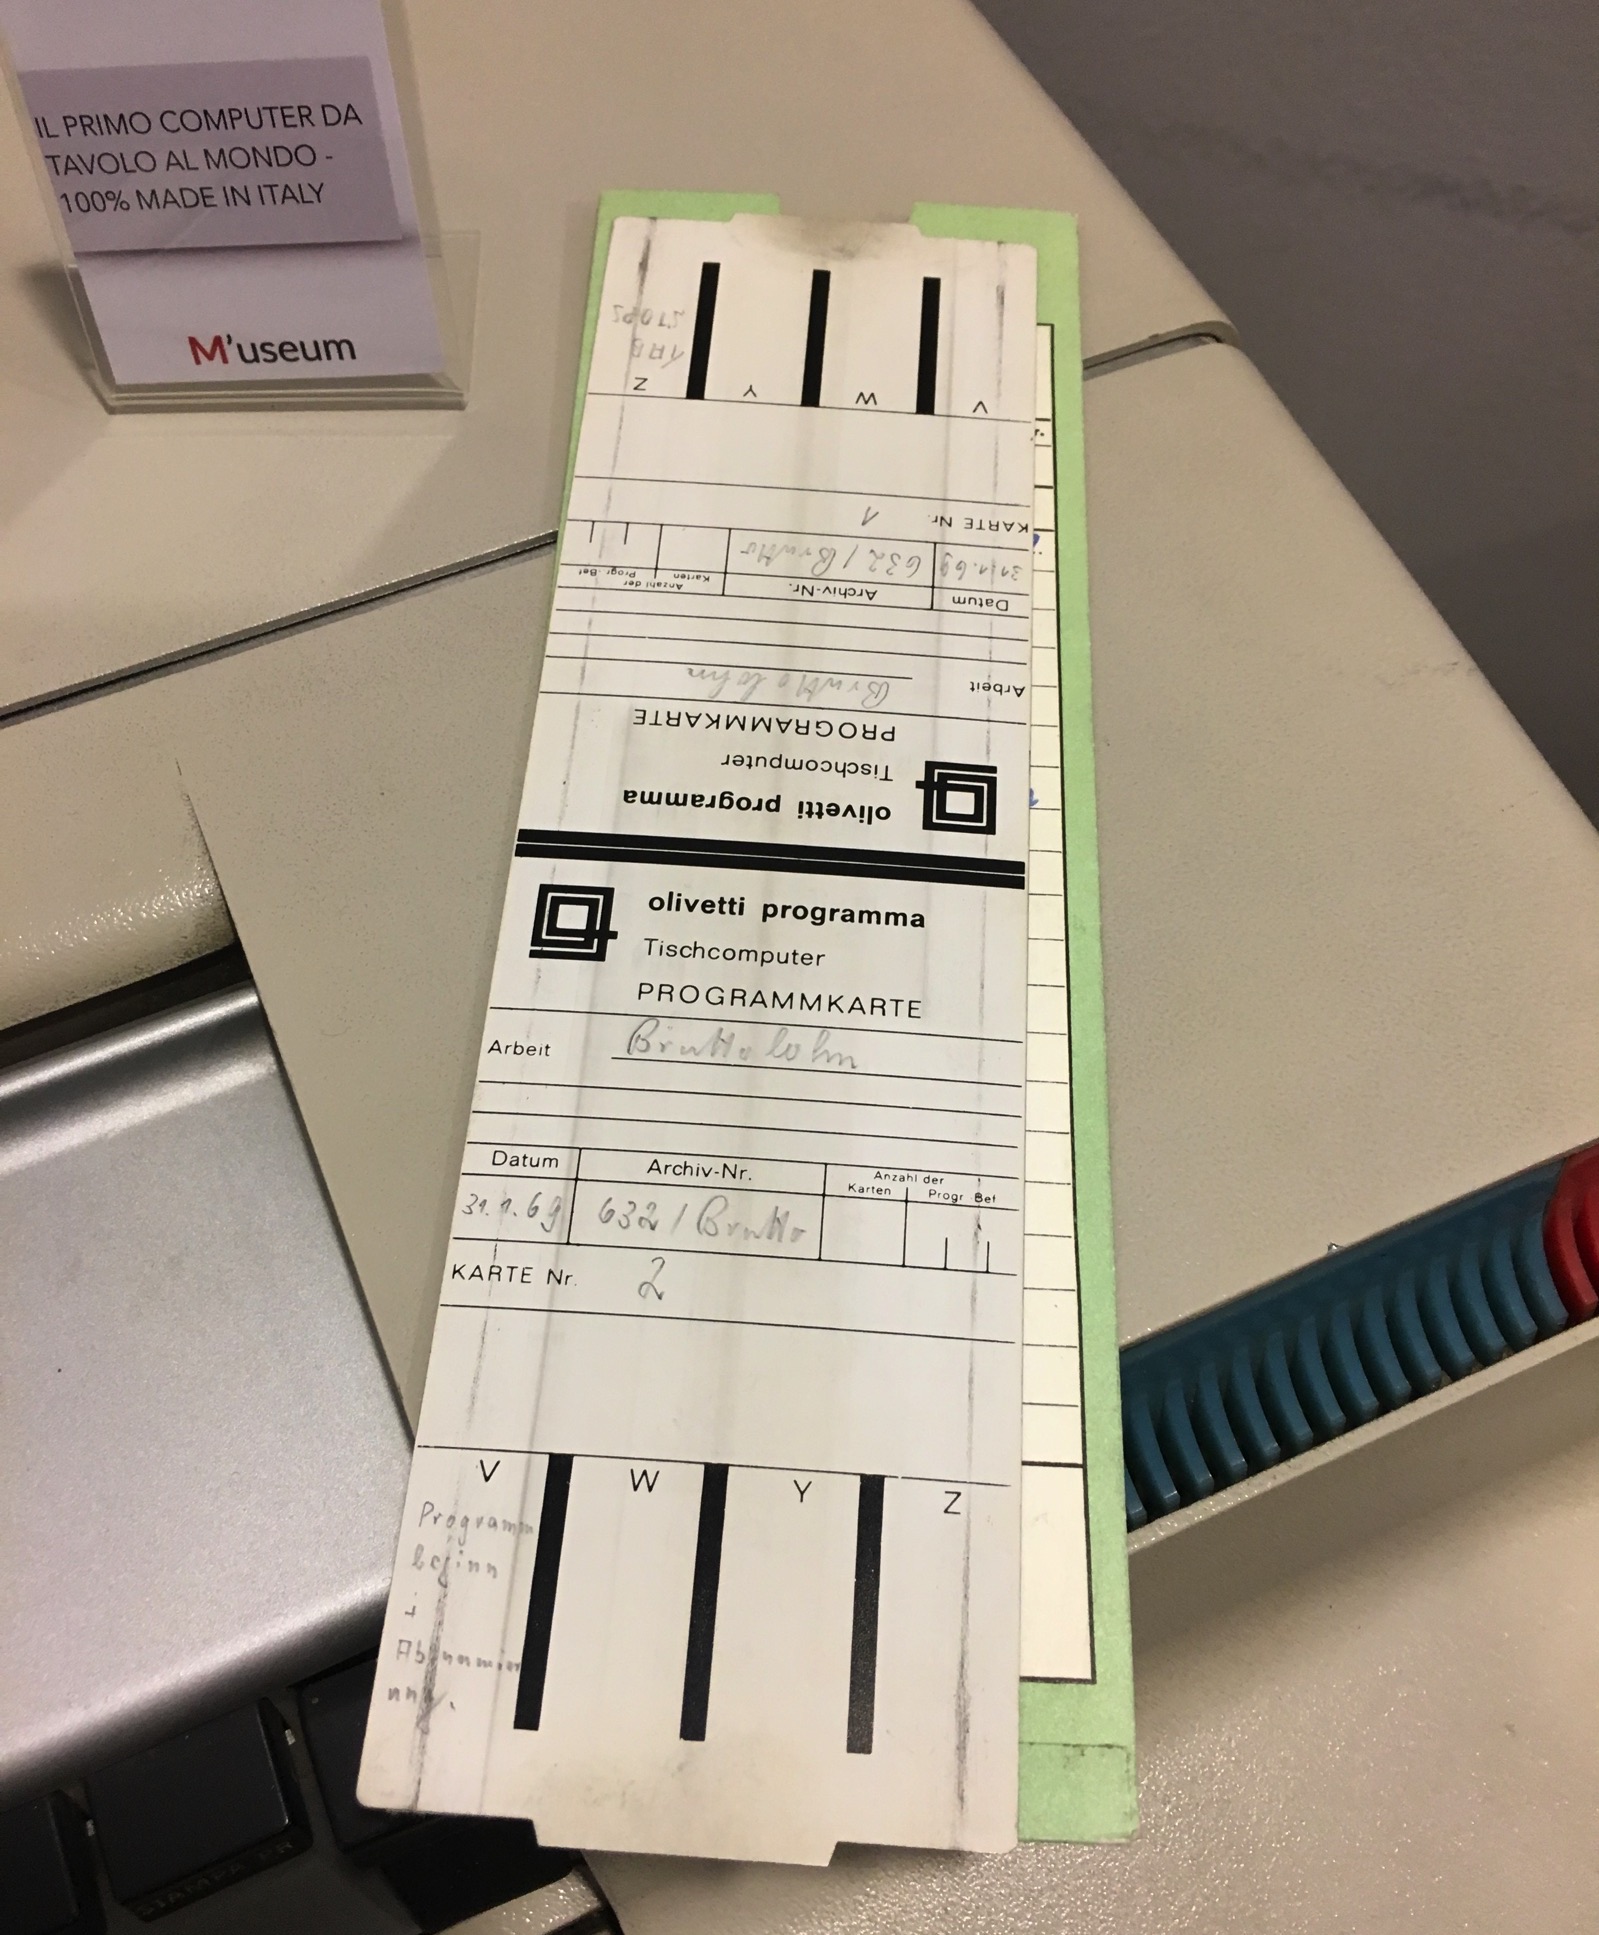 IL PRIMO COMPUTER DA
TAVOLO AL MONDO -
100% MADE IN ITALY
M'useum
Z Y W V
KARTE Nr. 1
31.1.69 632 / Brutto
Datum Archiv-Nr. Anzahl der Karten Progr.-Bef
Arbeit Bruttolohn
PROGRAMMKARTE
Tischcomputer
olivetti programma
olivetti programma
Tischcomputer
PROGRAMMKARTE
Arbeit Bruttolohn
Datum Archiv-Nr. Anzahl der
Karten Progr Bef
31.1.69 632 / Brutto
KARTE Nr. 2
V W Y Z
Programm
beginn
+
STAMPA PR